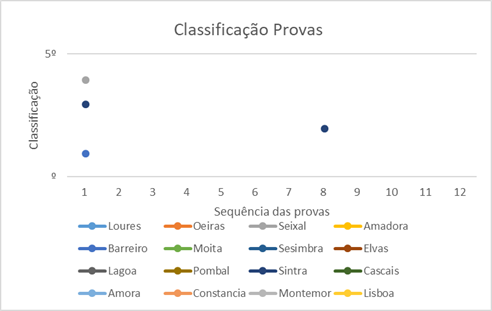 Classificação Provas
5º
Classificação
º
1 2 3 4 5 6 7 8 9 10 11 12
Sequência das provas
Loures Oeiras Seixal Amadora
Barreiro Moita Sesimbra Elvas
Lagoa Pombal Sintra Cascais
Amora Constancia Montemor Lisboa